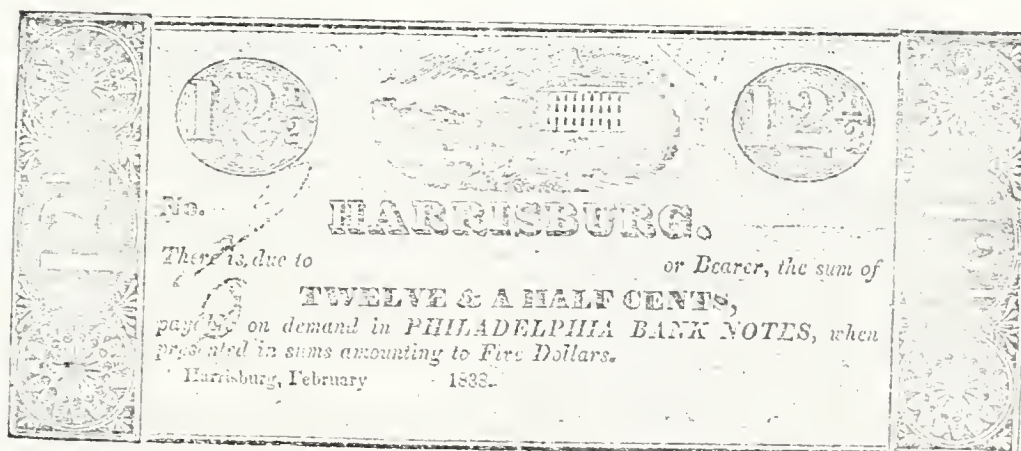 12½ 12½
No.
HARRISBURG.
There is due to or Bearer, the sum of
TWELVE & A HALF CENTS,
payable on demand in PHILADELPHIA BANK NOTES, when
presented in sums amounting to Five Dollars.
Harrisburg, February 1838.